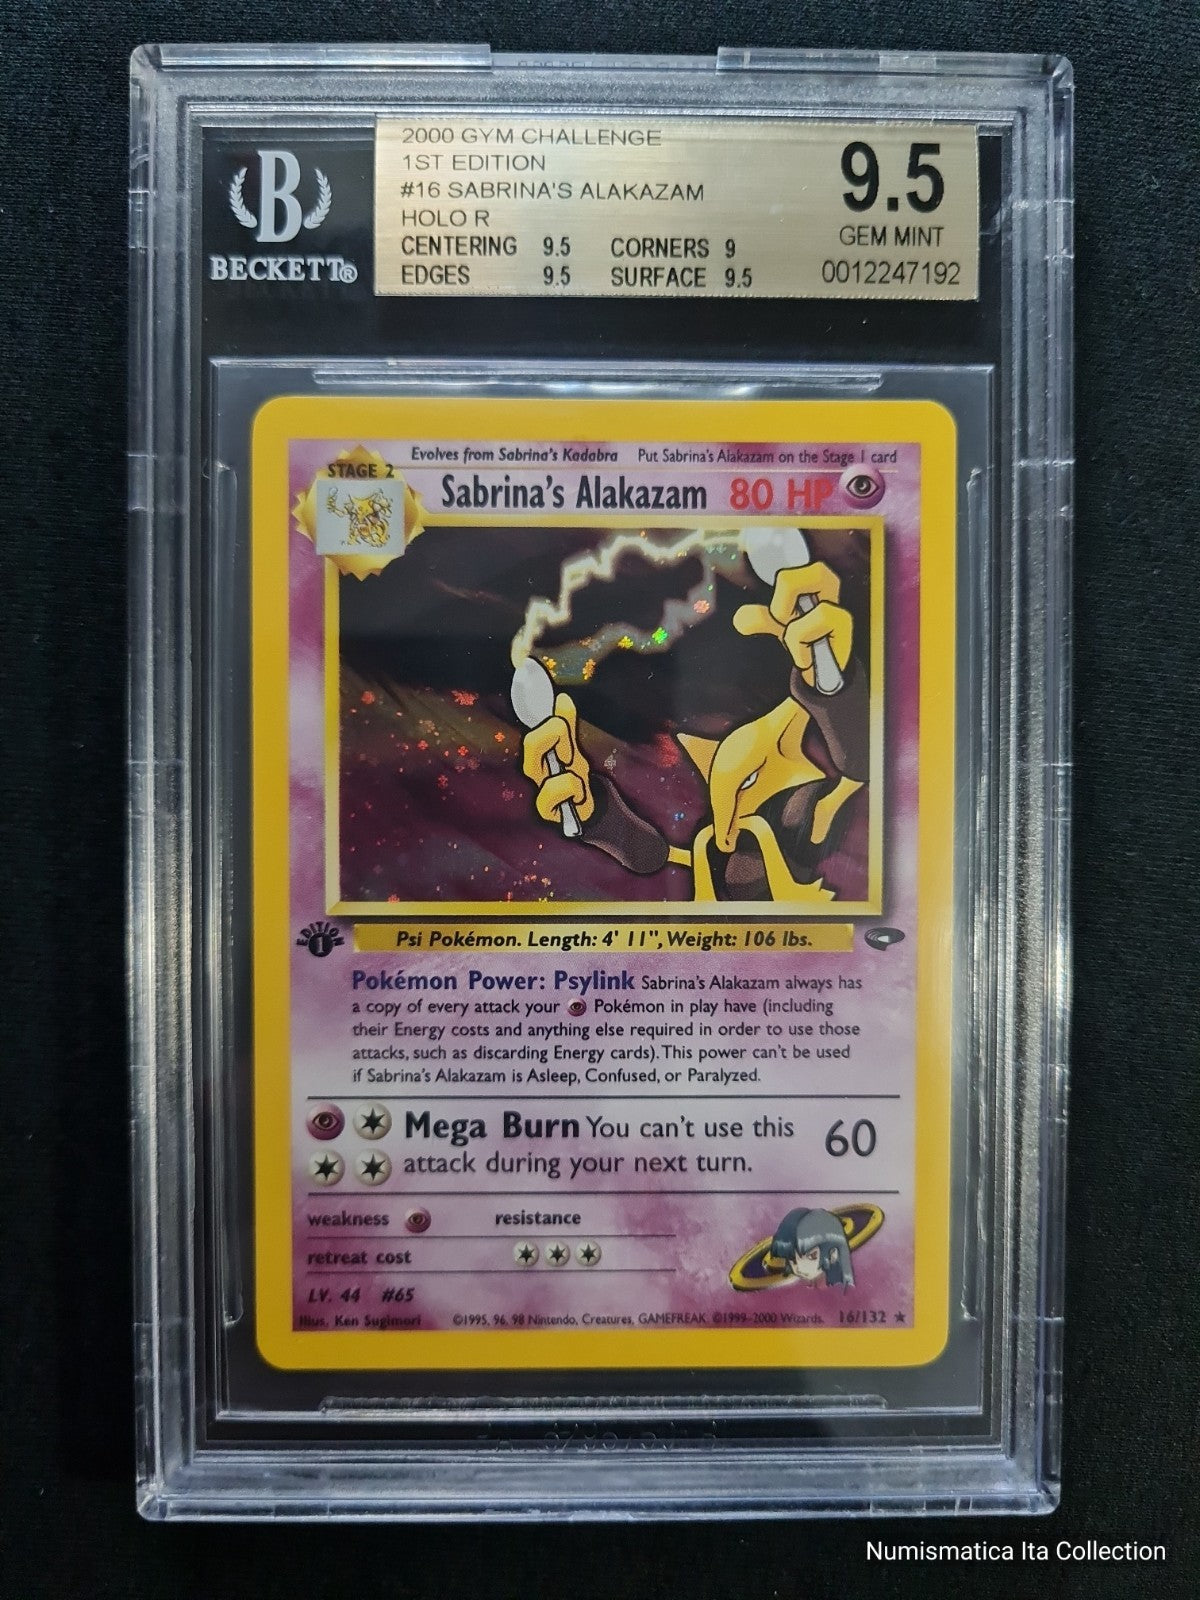 B
BECKETT®
2000 GYM CHALLENGE
1ST EDITION
#16 SABRINA'S ALAKAZAM
HOLO R
CENTERING 9.5 CORNERS 9
EDGES 9.5 SURFACE 9.5
9.5
GEM MINT
0012247192
Evolves from Sabrina's Kadabra Put Sabrina's Alakazam on the Stage 1 card
STAGE 2
Sabrina's Alakazam 80 HP
EDITION
1
Psi Pokémon. Length: 4' 11", Weight: 106 lbs.
Pokémon Power: Psylink Sabrina's Alakazam always has
a copy of every attack your Pokémon in play have (including
their Energy costs and anything else required in order to use those
attacks, such as discarding Energy cards). This power can't be used
if Sabrina's Alakazam is Asleep, Confused, or Paralyzed.
Mega Burn You can't use this
attack during your next turn.
60
weakness resistance
retreat cost
LV. 44 #65
Illus. Ken Sugimori ©1995, 96, 98 Nintendo, Creatures, GAMEFREAK. ©1999-2000 Wizards. 16/132 ★
Numismatica Ita Collection